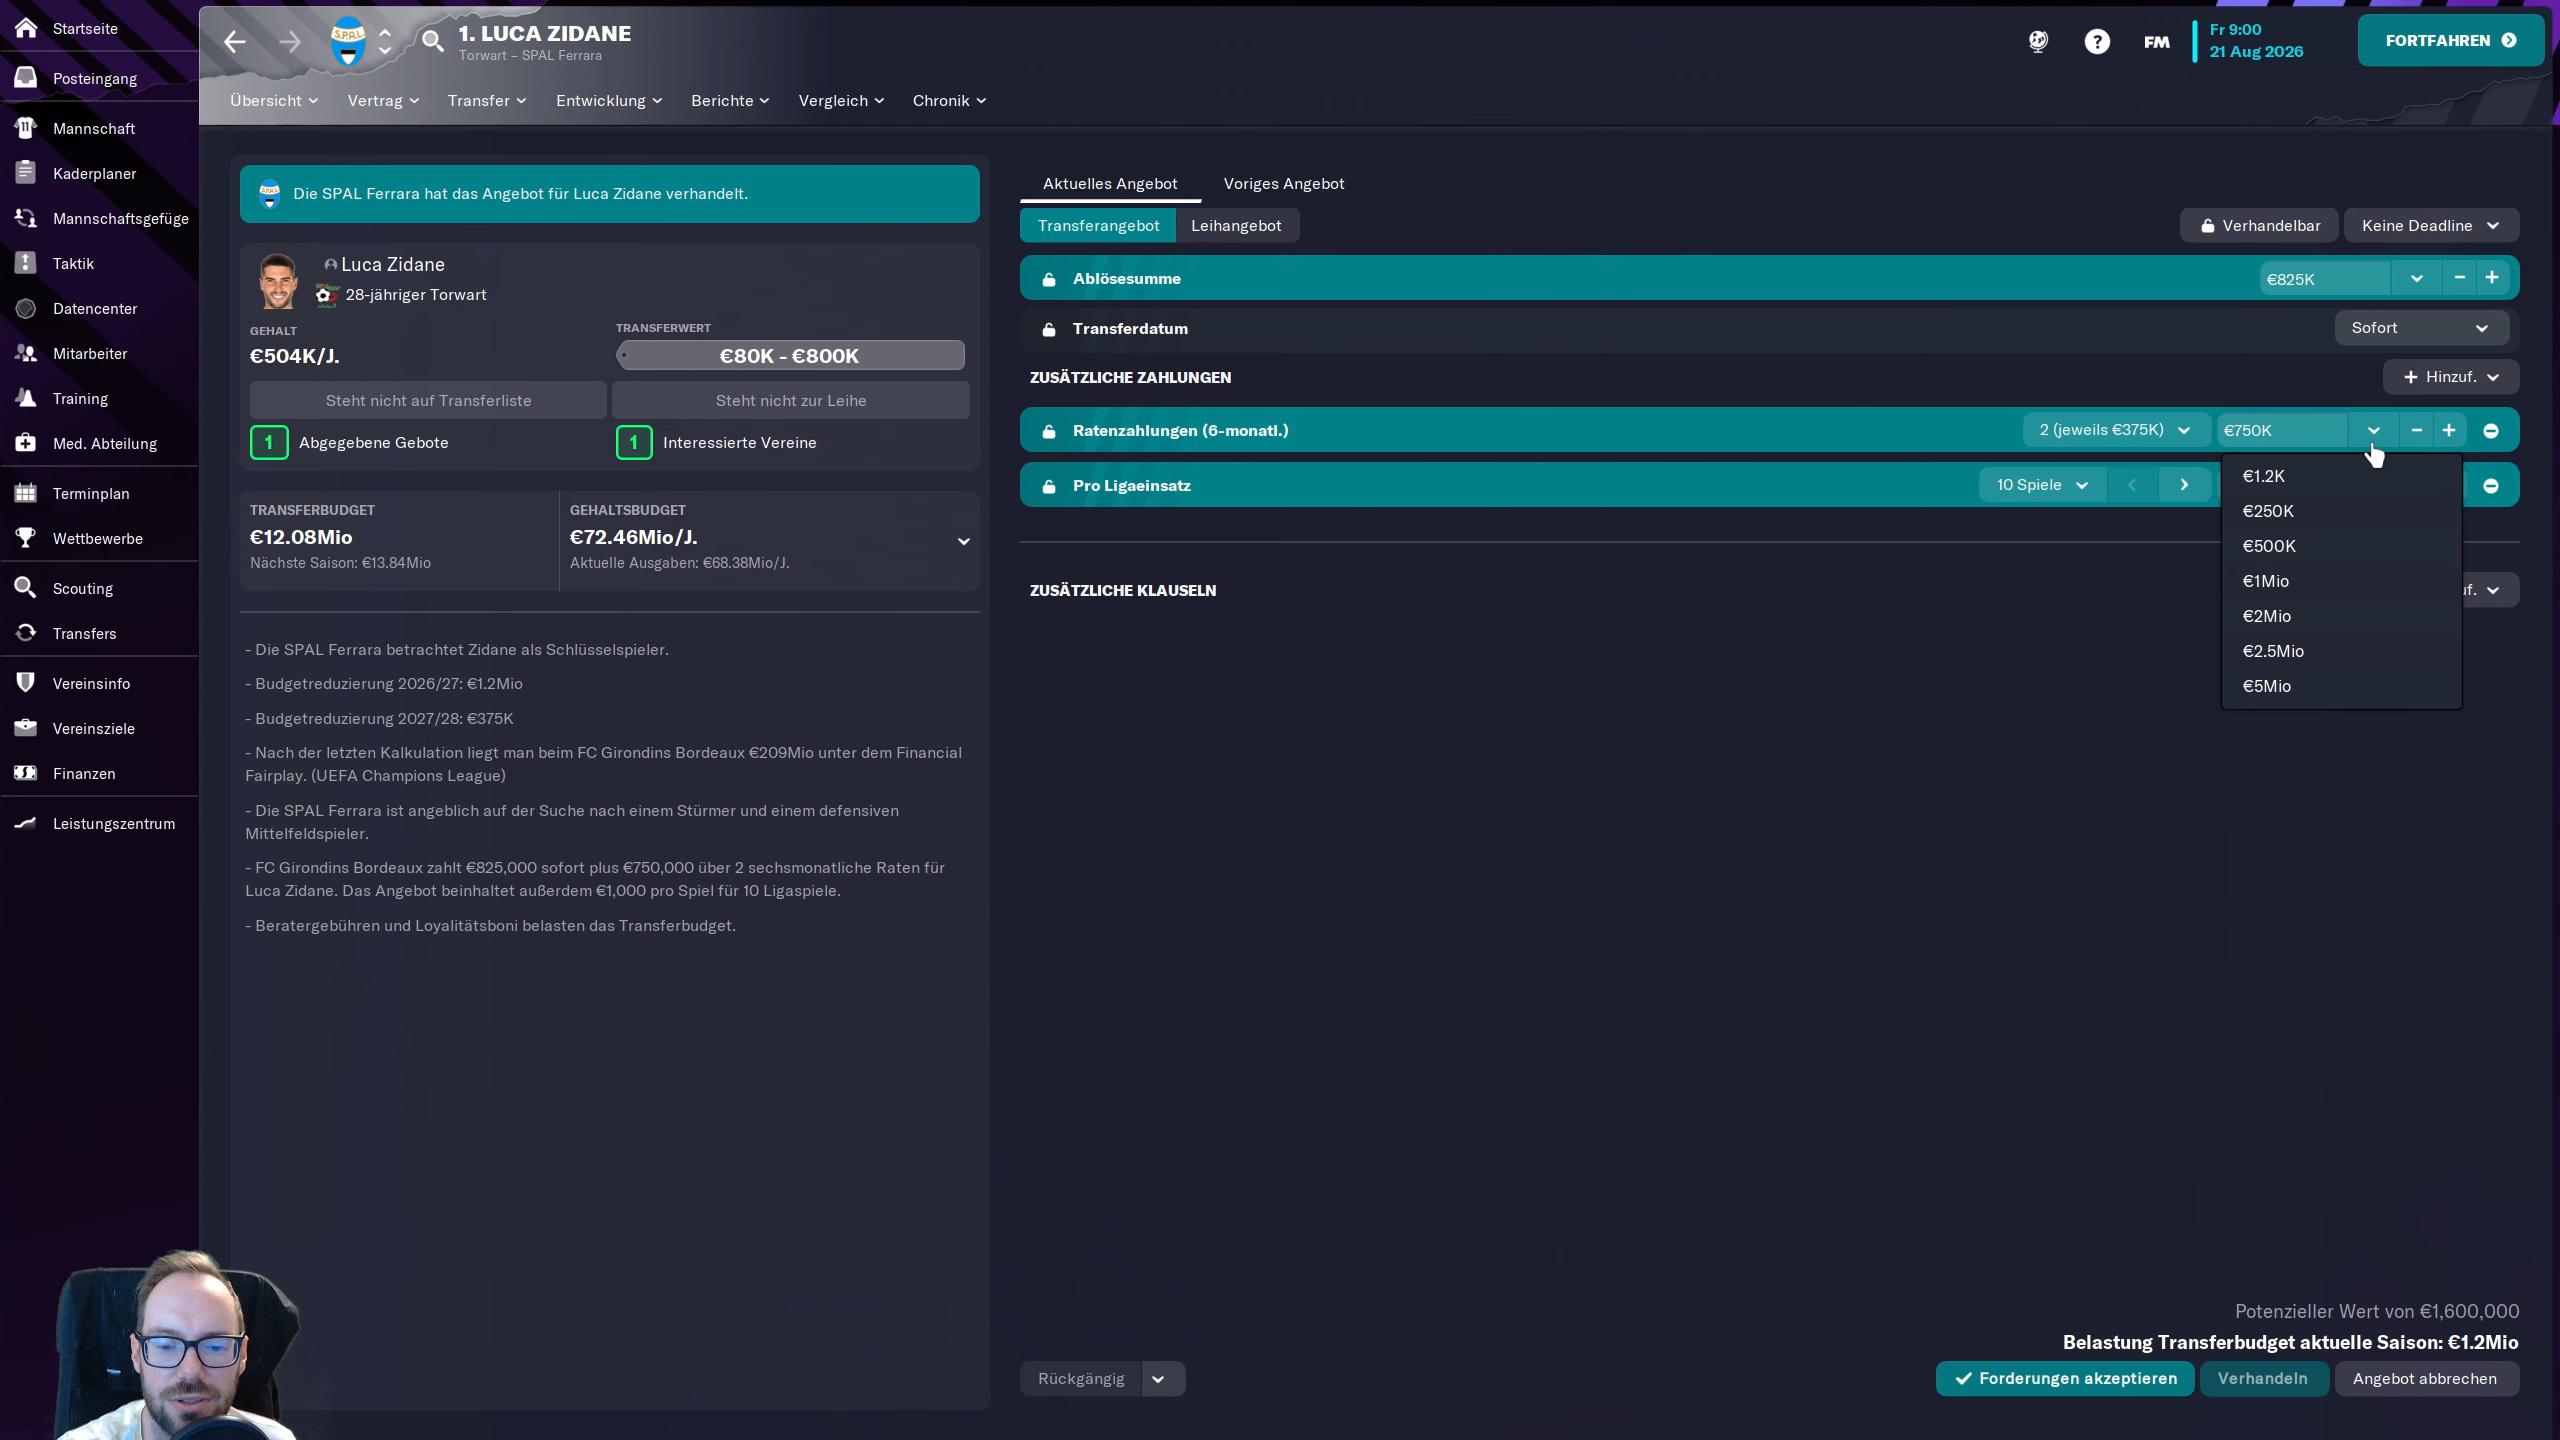 Startseite
Posteingang
Mannschaft
Kaderplaner
Mannschaftsgefüge
Taktik
Datencenter
Mitarbeiter
Training
Med. Abteilung
Terminplan
Wettbewerbe
Scouting
Transfers
Vereinsinfo
Vereinsziele
Finanzen
Leistungszentrum
S.P.A.L
1. LUCA ZIDANE
Torwart – SPAL Ferrara
FM
Fr 9:00
21 Aug 2026
FORTFAHREN
Übersicht
Vertrag
Transfer
Entwicklung
Berichte
Vergleich
Chronik
Die SPAL Ferrara hat das Angebot für Luca Zidane verhandelt.
Luca Zidane
28-jähriger Torwart
GEHALT
€504K/J.
TRANSFERWERT
€80K - €800K
Steht nicht auf Transferliste
Steht nicht zur Leihe
1 Abgegebene Gebote
1 Interessierte Vereine
TRANSFERBUDGET
€12.08Mio
Nächste Saison: €13.84Mio
GEHALTSBUDGET
€72.46Mio/J.
Aktuelle Ausgaben: €68.38Mio/J.
- Die SPAL Ferrara betrachtet Zidane als Schlüsselspieler.
- Budgetreduzierung 2026/27: €1.2Mio
- Budgetreduzierung 2027/28: €375K
- Nach der letzten Kalkulation liegt man beim FC Girondins Bordeaux €209Mio unter dem Financial
Fairplay. (UEFA Champions League)
- Die SPAL Ferrara ist angeblich auf der Suche nach einem Stürmer und einem defensiven
Mittelfeldspieler.
- FC Girondins Bordeaux zahlt €825,000 sofort plus €750,000 über 2 sechsmonatliche Raten für
Luca Zidane. Das Angebot beinhaltet außerdem €1,000 pro Spiel für 10 Ligaspiele.
- Beratergebühren und Loyalitätsboni belasten das Transferbudget.
Aktuelles Angebot
Voriges Angebot
Transferangebot
Leihangebot
Verhandelbar
Keine Deadline
Ablösesumme
€825K
Transferdatum
Sofort
ZUSÄTZLICHE ZAHLUNGEN
Hinzuf.
Ratenzahlungen (6-monatl.)
2 (jeweils €375K)
€750K
Pro Ligaeinsatz
10 Spiele
€1.2K
€250K
€500K
€1Mio
€2Mio
€2.5Mio
€5Mio
ZUSÄTZLICHE KLAUSELN
Potenzieller Wert von €1,600,000
Belastung Transferbudget aktuelle Saison: €1.2Mio
Rückgängig
Forderungen akzeptieren
Verhandeln
Angebot abbrechen